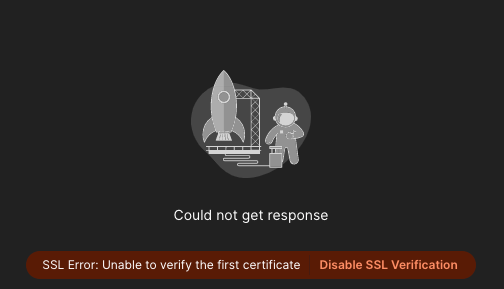 Could not get response
SSL Error: Unable to verify the first certificate Disable SSL Verification